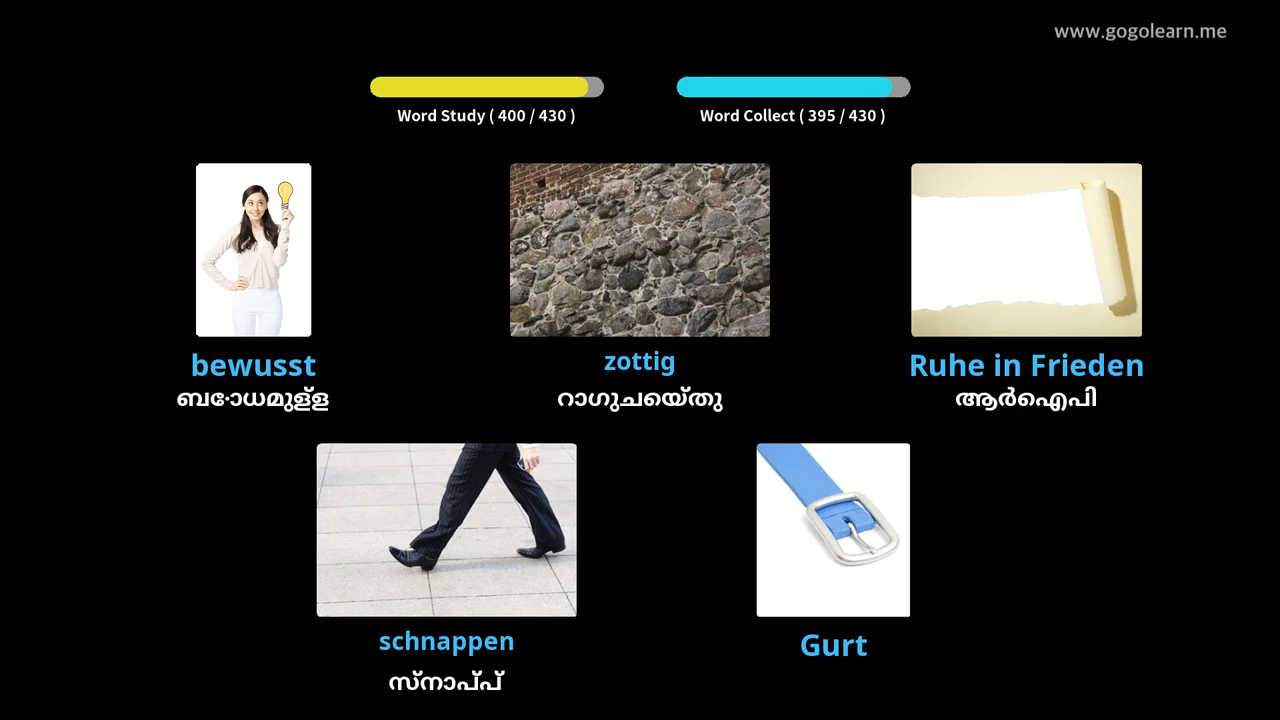 www.gogolearn.me
Word Study ( 400 / 430 )
Word Collect ( 395 / 430 )
bewusst
ബോധമുള്ള
zottig
റാഗുചെയ്തു
Ruhe in Frieden
ആർഐപി
schnappen
സ്നാപ്പ്
Gurt